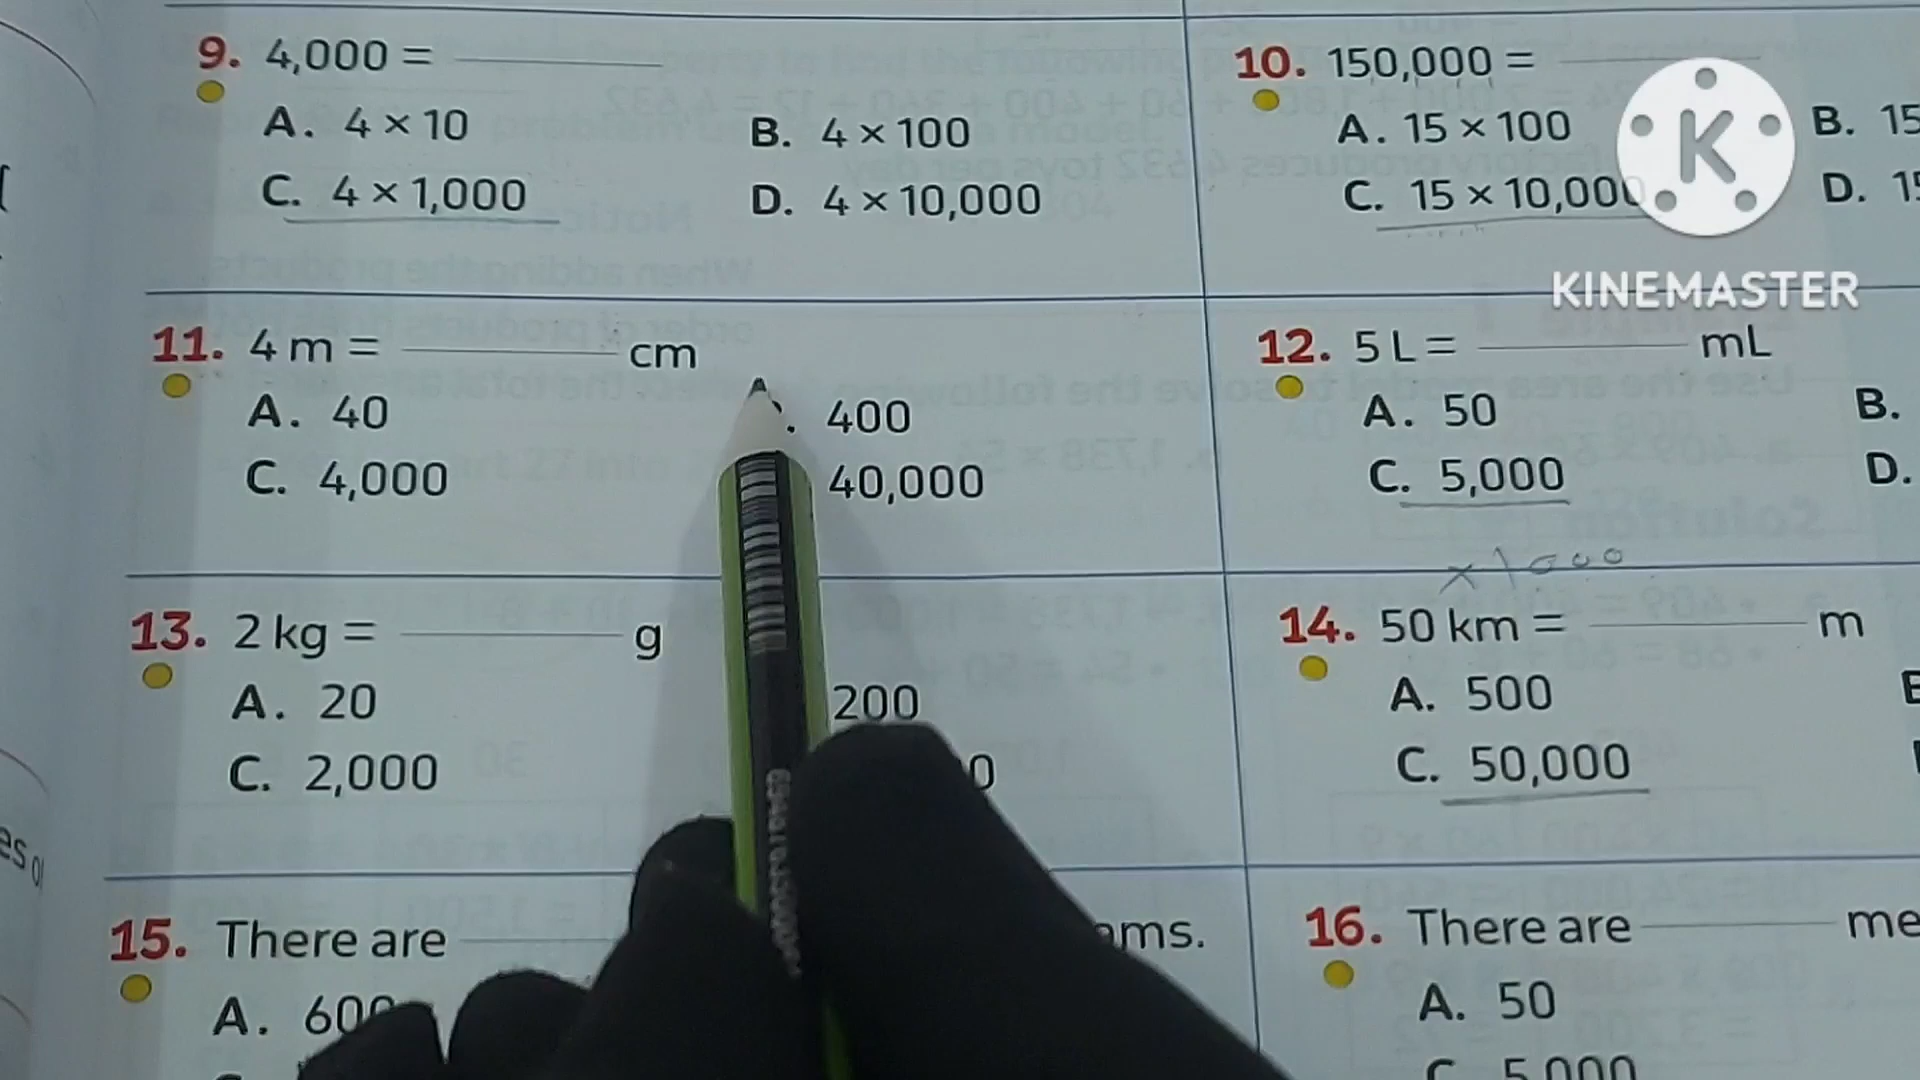 9. 4,000 =
A. 4 × 10
B. 4 × 100
C. 4 × 1,000
D. 4 × 10,000
10. 150,000 =
A. 15 × 100
B. 15
C. 15 × 10,000
D. 15
K
KINEMASTER
11. 4 m = cm
A. 40
400
C. 4,000
40,000
12. 5 L = mL
A. 50
B.
C. 5,000
D.
13. 2 kg = g
A. 20
200
C. 2,000
×1000
14. 50 km = m
A. 500
C. 50,000
15. There are
A. 600
16. There are
A. 50
C 5,000